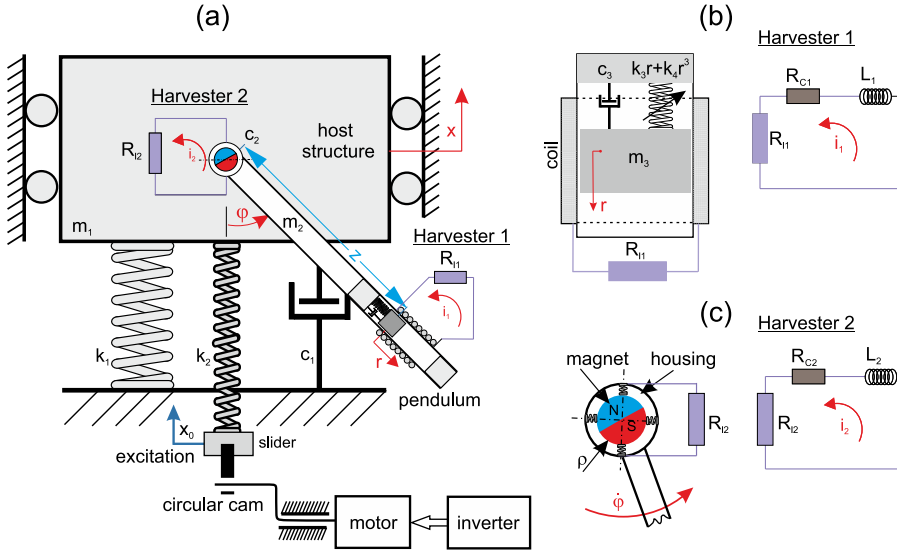 (a)
Harvester 2
R_l2
i_2
c_2
host
structure
x
m_1
φ
m_2
z
Harvester 1
R_l1
i_1
r
k_1
k_2
c_1
pendulum
x_0
slider
excitation
circular cam
motor
inverter
(b)
c_3
k_3r+k_4r^3
coil
m_3
r
R_l1
Harvester 1
R_C1
L_1
R_l1
i_1
(c)
magnet
housing
N
S
ρ
R_l2
φ̇
Harvester 2
R_C2
L_2
R_l2
i_2